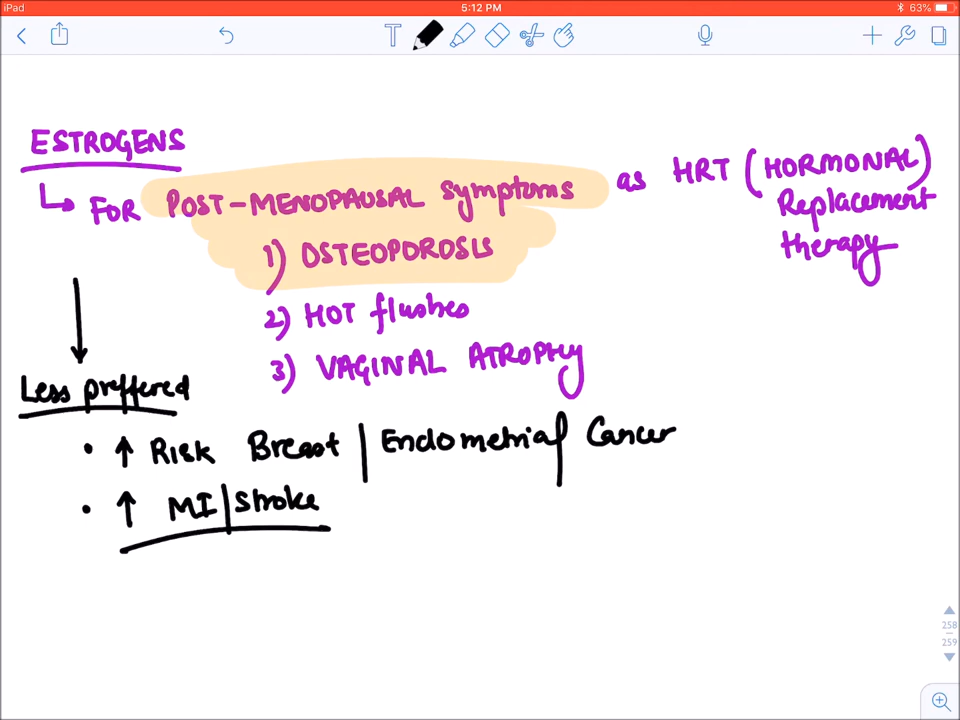 iPad 5:12 PM 63%
T
ESTROGENS
FOR POST-MENOPAUSAL symptoms as HRT (HORMONAL)
Replacement
therapy
1) OSTEOPOROSIS
2) HOT flushes
3) VAGINAL ATROPHY
Less preffered
• ↑ Risk Breast | Endometrial Cancer
• ↑ MI | Stroke
258
259